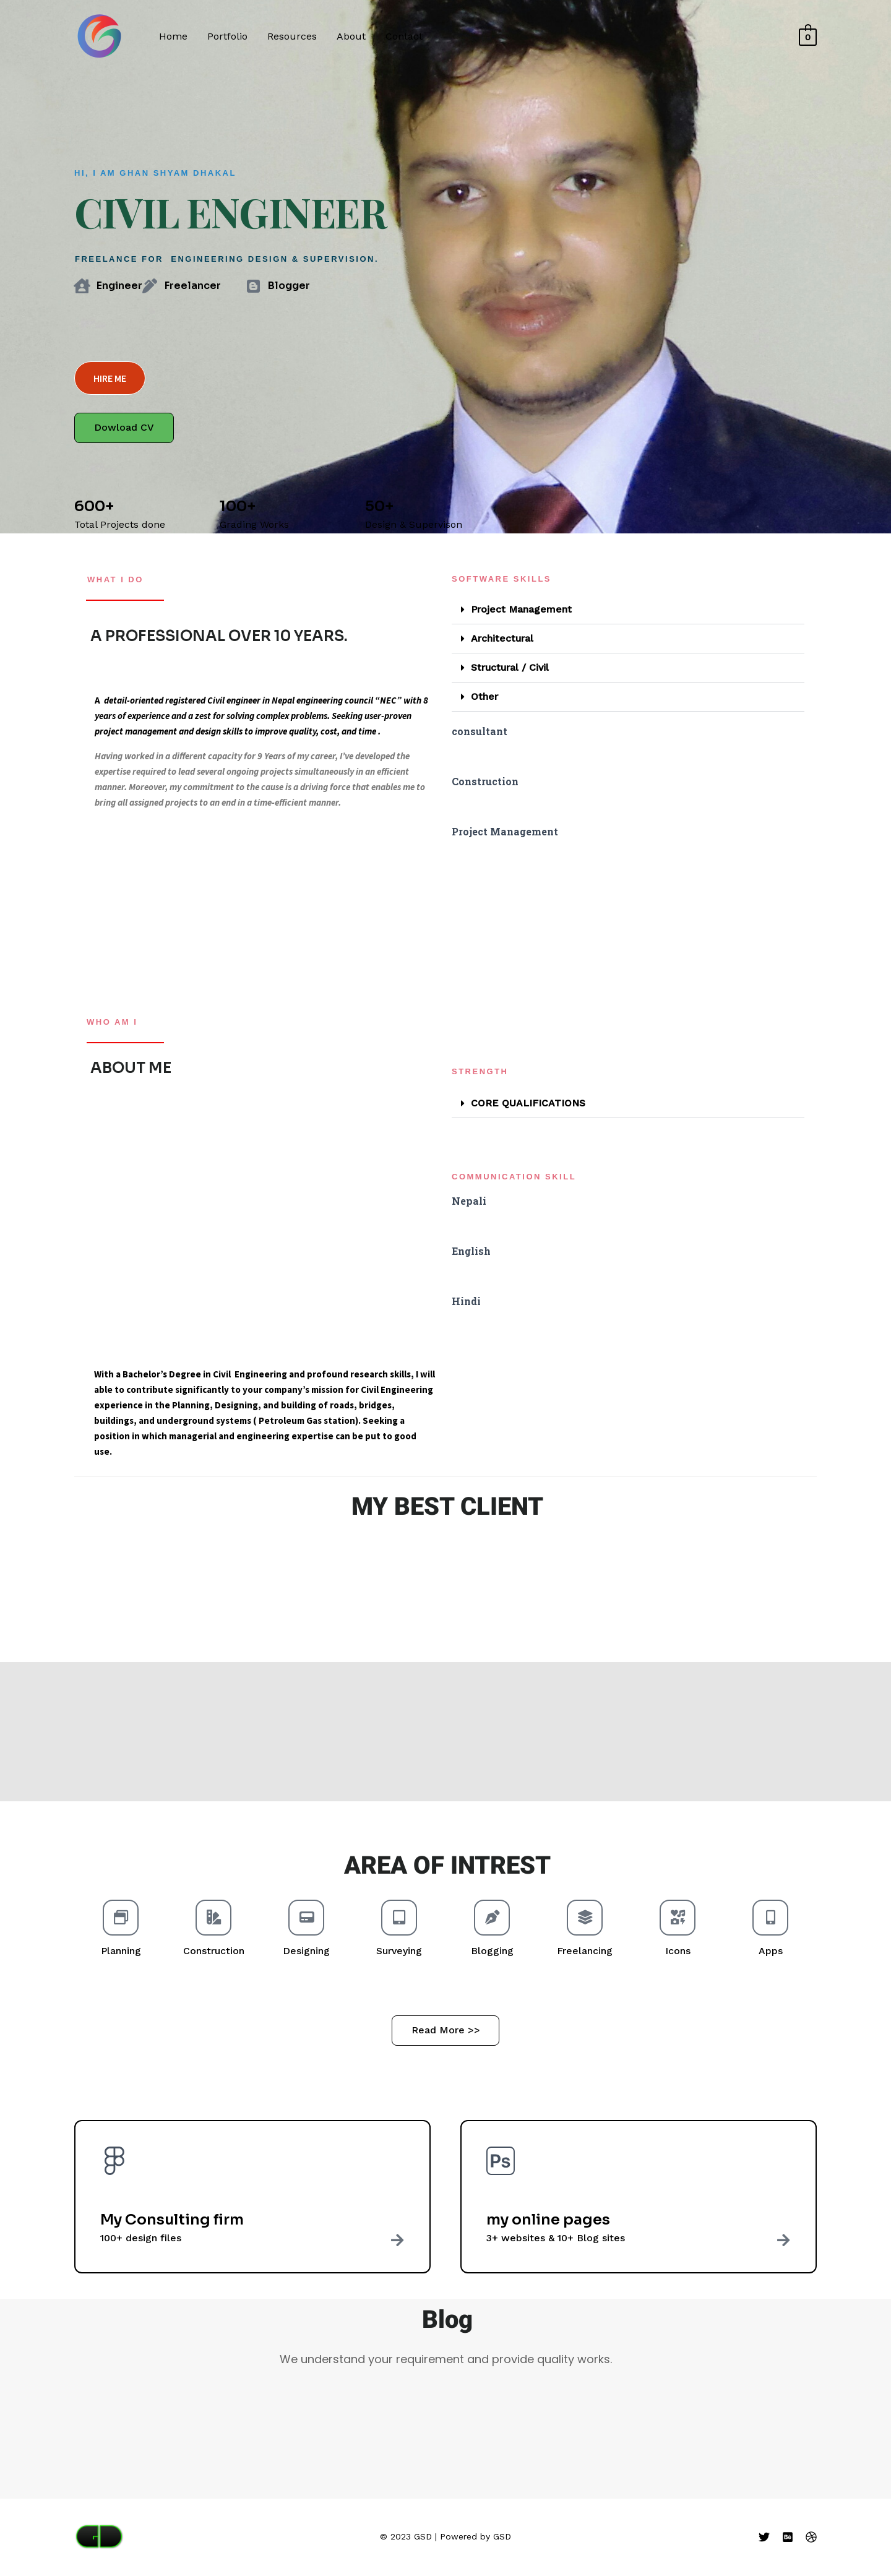 Home Portfolio Resources About Contact
0
HI, I AM GHAN SHYAM DHAKAL
CIVIL ENGINEER
FREELANCE FOR ENGINEERING DESIGN & SUPERVISION.
Engineer Freelancer Blogger
HIRE ME
Dowload CV
600+ 100+ 50+
Total Projects done Grading Works Design & Supervison
WHAT I DO
A PROFESSIONAL OVER 10 YEARS.
A detail-oriented registered Civil engineer in Nepal engineering council “NEC” with 8
years of experience and a zest for solving complex problems. Seeking user-proven
project management and design skills to improve quality, cost, and time .
Having worked in a different capacity for 9 Years of my career, I’ve developed the
expertise required to lead several ongoing projects simultaneously in an efficient
manner. Moreover, my commitment to the cause is a driving force that enables me to
bring all assigned projects to an end in a time-efficient manner.
SOFTWARE SKILLS
Project Management
Architectural
Structural / Civil
Other
consultant
Construction
Project Management
WHO AM I
ABOUT ME
STRENGTH
CORE QUALIFICATIONS
COMMUNICATION SKILL
Nepali
English
Hindi
With a Bachelor’s Degree in Civil Engineering and profound research skills, I will
able to contribute significantly to your company’s mission for Civil Engineering
experience in the Planning, Designing, and building of roads, bridges,
buildings, and underground systems ( Petroleum Gas station). Seeking a
position in which managerial and engineering expertise can be put to good
use.
MY BEST CLIENT
AREA OF INTREST
Planning Construction Designing Surveying Blogging Freelancing Icons Apps
Read More >>
My Consulting firm
100+ design files
Ps
my online pages
3+ websites & 10+ Blog sites
Blog
We understand your requirement and provide quality works.
© 2023 GSD | Powered by GSD